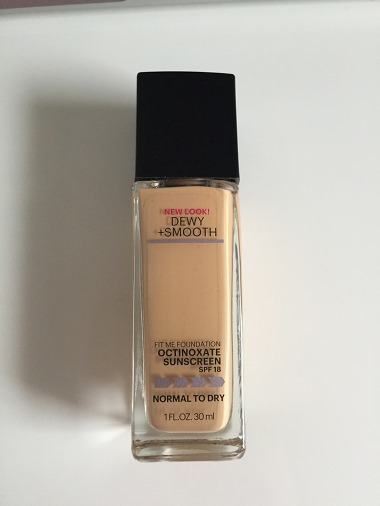 NEW LOOK!
DEWY
+SMOOTH
FIT ME FOUNDATION
OCTINOXATE
SUNSCREEN
SPF 18
NORMAL TO DRY
1 FL.OZ. 30 ml